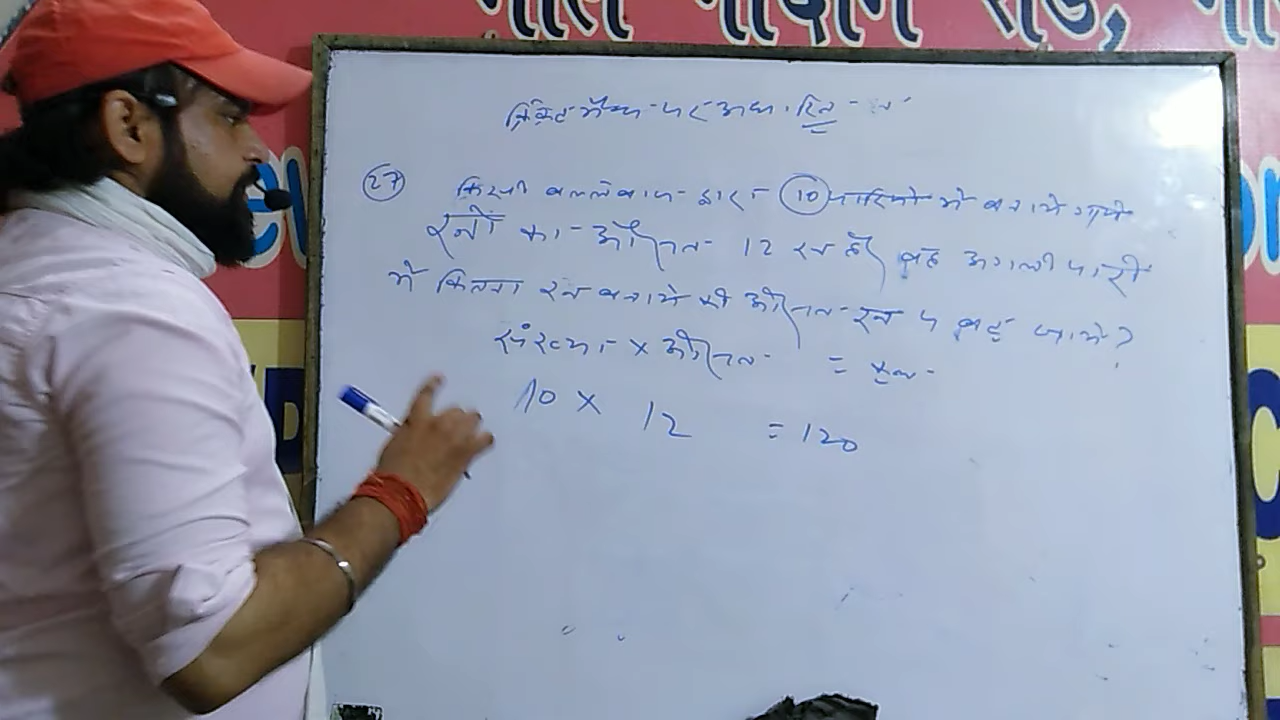 रोड,
क्रिकेट मैच पर आधारित
(27) किसी बल्लेबाज द्वारा (10) पारियो में बनाये गये
रनों का औसत 12 रन है, वह अगली पारी
में कितना रन बनाये की औसत रन 5 बढ़ जाये?
संख्या × औसत = कुल
10 × 12 = 120